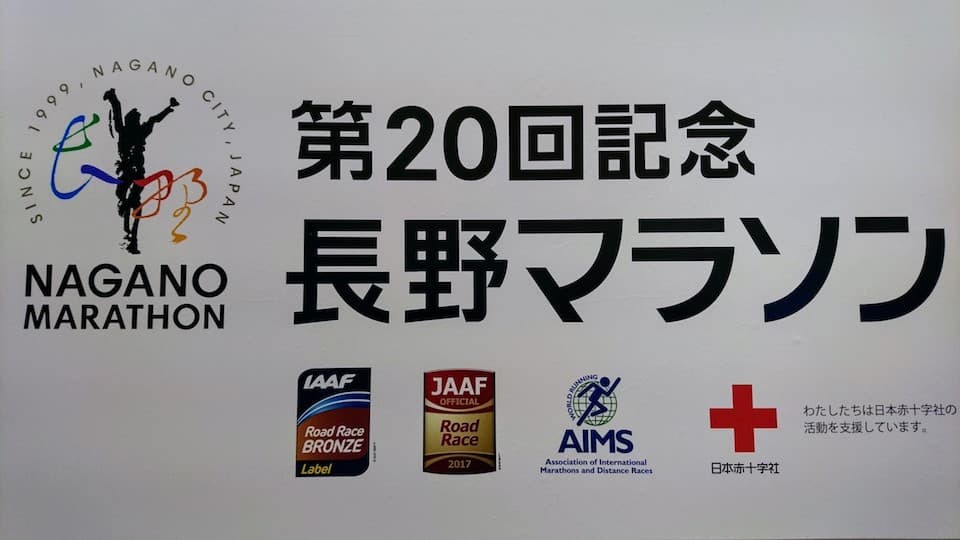 SINCE 1999, NAGANO CITY, JAPAN
長野
NAGANO
MARATHON
第20回記念
長野マラソン
IAAF
Road Race
BRONZE
Label
JAAF
OFFICIAL
Road
Race
2017
WORLD RUNNING
AIMS
Association of International
Marathons and Distance Races
日本赤十字社
わたしたちは日本赤十字社の
活動を支援しています。